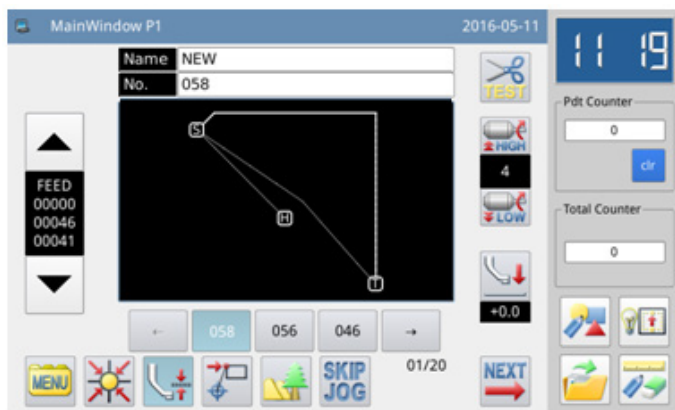 MainWindow P1
2016-05-11
11 19
Name NEW
No. 058
TEST
HIGH
4
LOW
+0.0
FEED
00000
00046
00041
S
H
T
Pdt Counter
0
clr
Total Counter
0
← 058 056 046 →
01/20
MENU
SKIP
JOG
NEXT